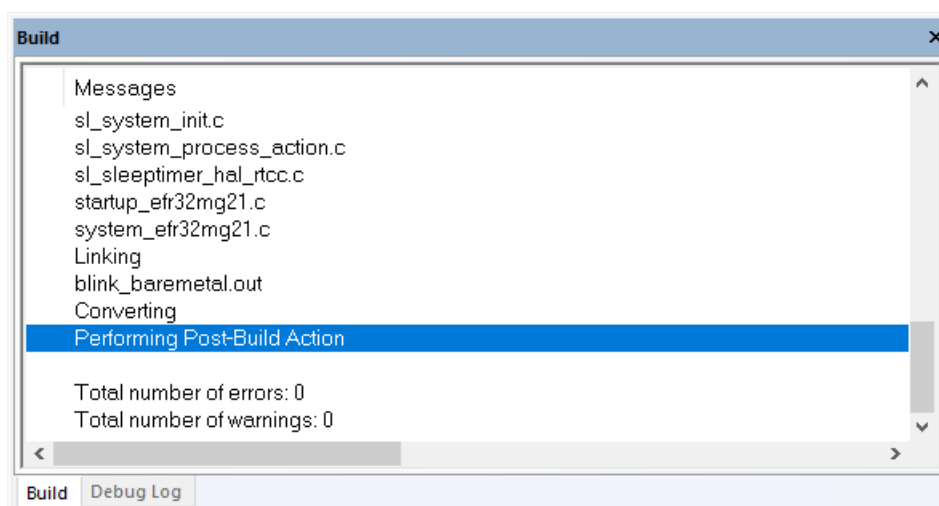 Build
Messages
sl_system_init.c
sl_system_process_action.c
sl_sleeptimer_hal_rtcc.c
startup_efr32mg21.c
system_efr32mg21.c
Linking
blink_baremetal.out
Converting
Performing Post-Build Action
Total number of errors: 0
Total number of warnings: 0
Build Debug Log